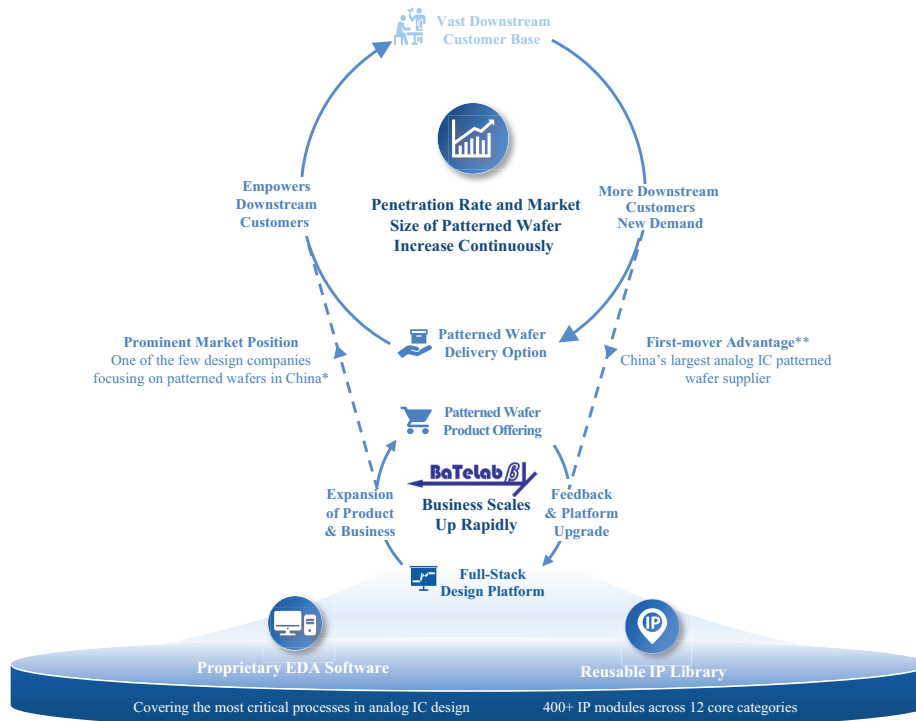 Vast Downstream
Customer Base
Empowers
Downstream
Customers
Penetration Rate and Market
Size of Patterned Wafer
Increase Continuously
More Downstream
Customers
New Demand
Patterned Wafer
Delivery Option
Prominent Market Position
One of the few design companies
focusing on patterned wafers in China*
First-mover Advantage**
China's largest analog IC patterned
wafer supplier
Patterned Wafer
Product Offering
BaTeLab β
Expansion
of Product
& Business
Business Scales
Up Rapidly
Feedback
& Platform
Upgrade
Full-Stack
Design Platform
IP
Proprietary EDA Software
Reusable IP Library
Covering the most critical processes in analog IC design
400+ IP modules across 12 core categories